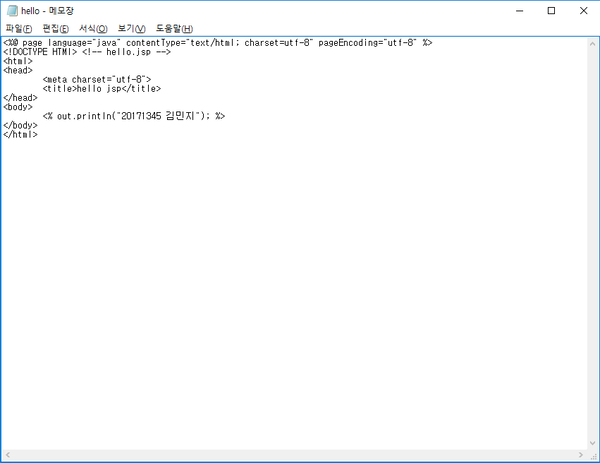 hello - 메모장
파일(F) 편집(E) 서식(O) 보기(V) 도움말(H)
<%@ page language="java" contentType="text/html; charset=utf-8" pageEncoding="utf-8" %>
<!DOCTYPE HTMl> <!-- hello.jsp -->
<html>
<head>
        <meta charset="utf-8">
        <title>hello jsp</title>
</head>
<body>
        <% out.println("20171345 김민지"); %>
</body>
</html>